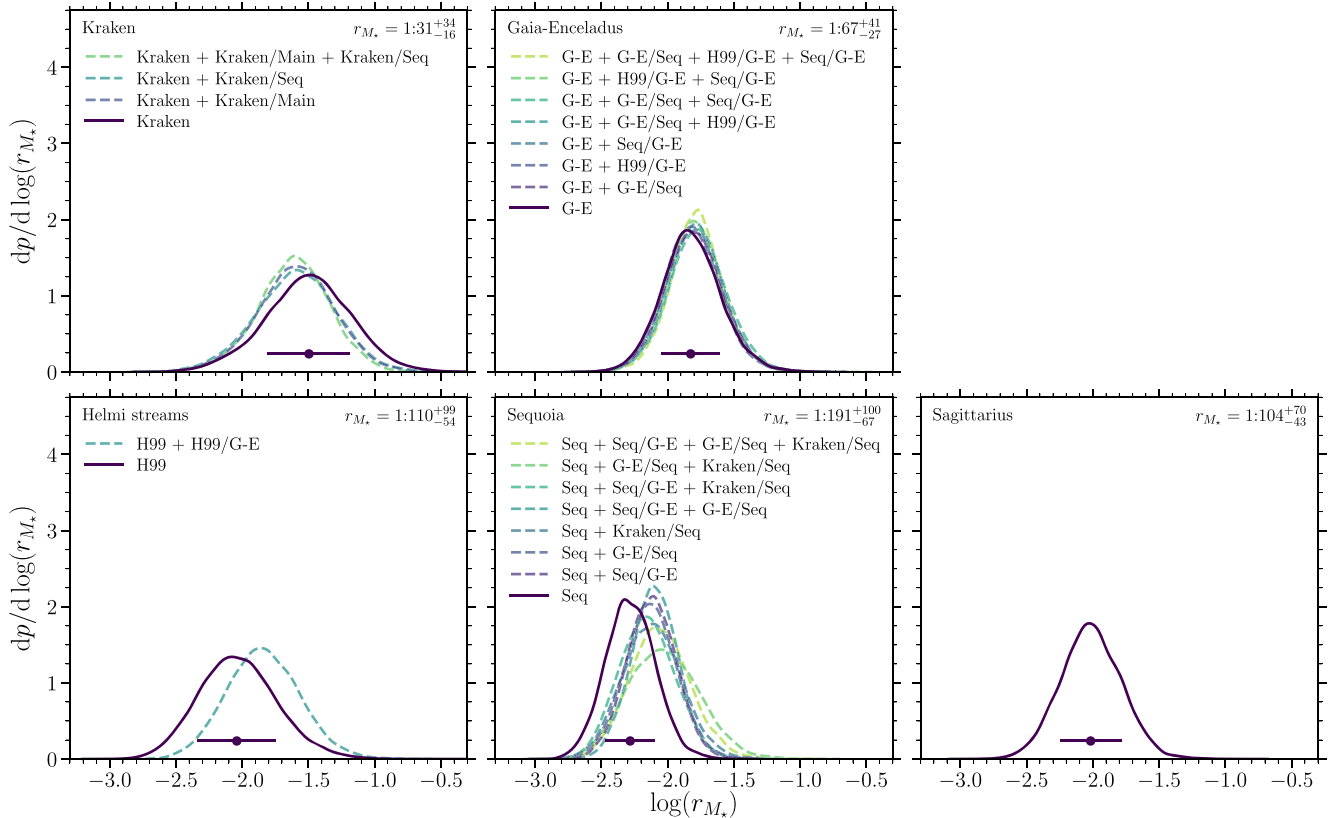 Kraken
r_{M⋆} = 1:31^{+34}_{-16}
Kraken + Kraken/Main + Kraken/Seq
Kraken + Kraken/Seq
Kraken + Kraken/Main
Kraken
dp/d log(r_{M⋆})
4
3
2
1
0
Gaia-Enceladus
r_{M⋆} = 1:67^{+41}_{-27}
G-E + G-E/Seq + H99/G-E + Seq/G-E
G-E + H99/G-E + Seq/G-E
G-E + G-E/Seq + Seq/G-E
G-E + G-E/Seq + H99/G-E
G-E + Seq/G-E
G-E + H99/G-E
G-E + G-E/Seq
G-E
Helmi streams
r_{M⋆} = 1:110^{+99}_{-54}
H99 + H99/G-E
H99
dp/d log(r_{M⋆})
4
3
2
1
0
−3.0 −2.5 −2.0 −1.5 −1.0 −0.5
Sequoia
r_{M⋆} = 1:191^{+100}_{-67}
Seq + Seq/G-E + G-E/Seq + Kraken/Seq
Seq + G-E/Seq + Kraken/Seq
Seq + Seq/G-E + Kraken/Seq
Seq + Seq/G-E + G-E/Seq
Seq + Kraken/Seq
Seq + G-E/Seq
Seq + Seq/G-E
Seq
−3.0 −2.5 −2.0 −1.5 −1.0 −0.5
log(r_{M⋆})
Sagittarius
r_{M⋆} = 1:104^{+70}_{-43}
−3.0 −2.5 −2.0 −1.5 −1.0 −0.5